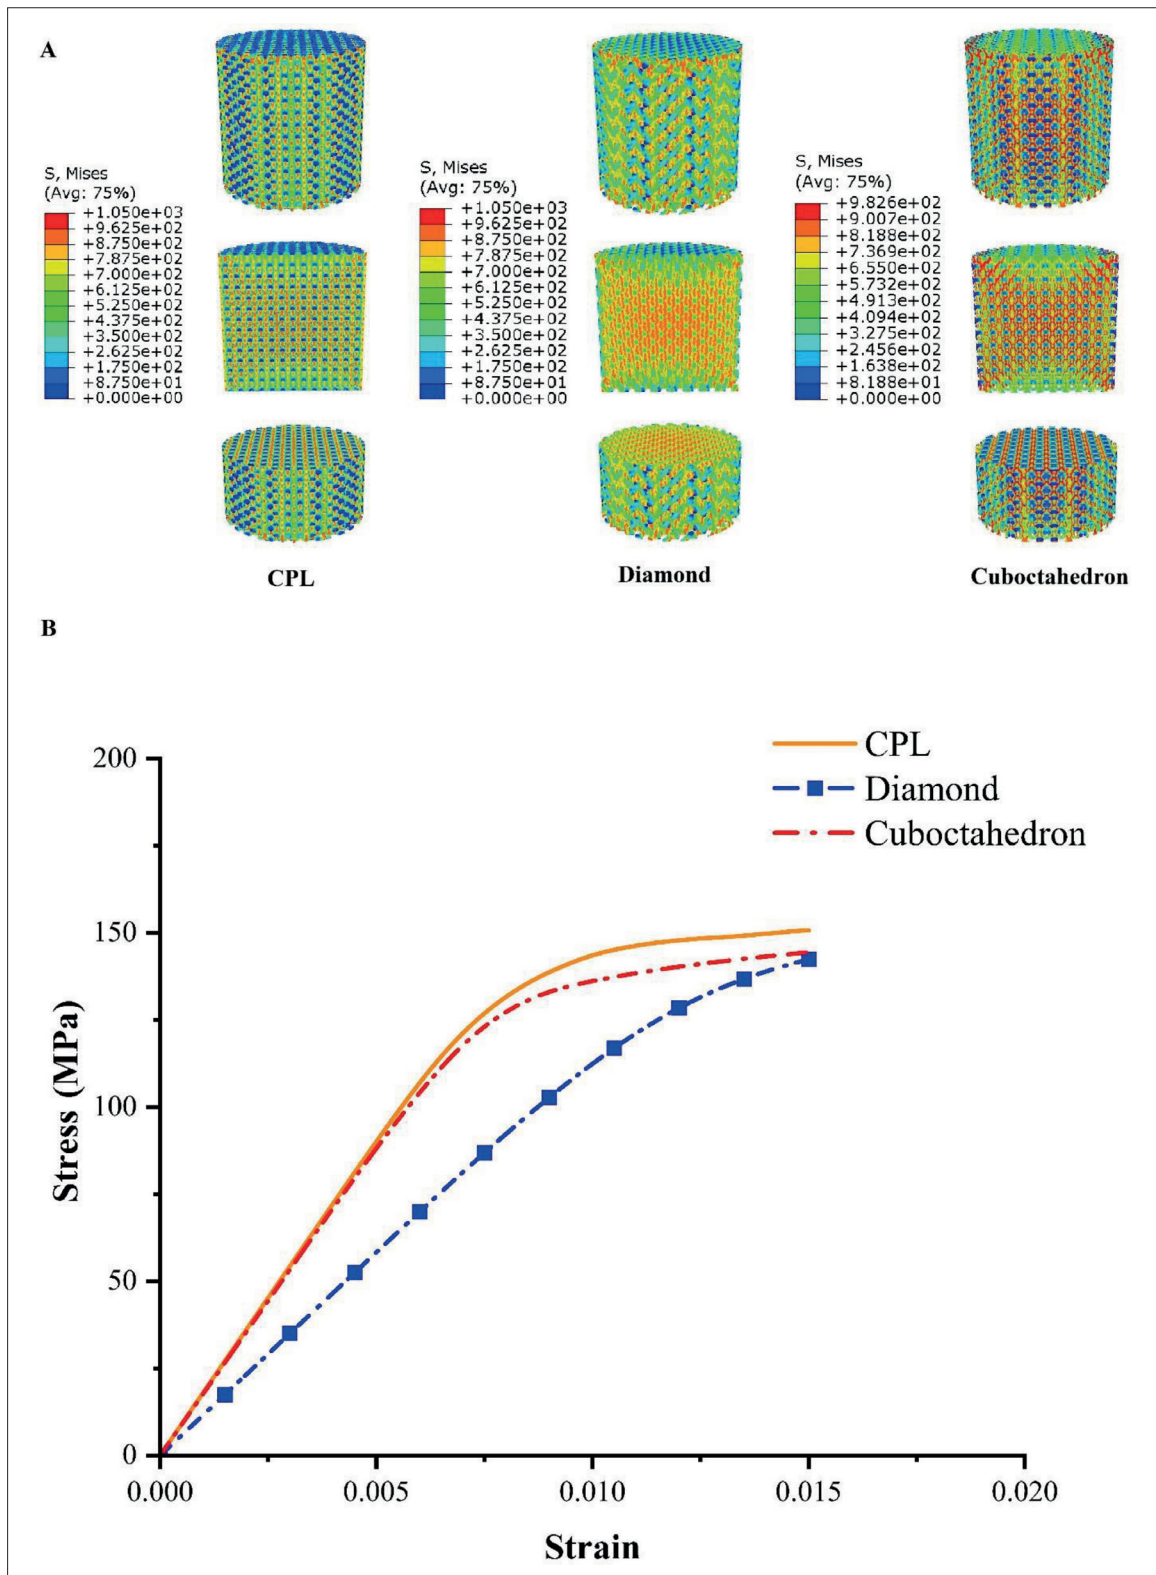 A
S, Mises
(Avg: 75%)
+1.050e+03
+9.625e+02
+8.750e+02
+7.875e+02
+7.000e+02
+6.125e+02
+5.250e+02
+4.375e+02
+3.500e+02
+2.625e+02
+1.750e+02
+8.750e+01
+0.000e+00
S, Mises
(Avg: 75%)
+1.050e+03
+9.625e+02
+8.750e+02
+7.875e+02
+7.000e+02
+6.125e+02
+5.250e+02
+4.375e+02
+3.500e+02
+2.625e+02
+1.750e+02
+8.750e+01
+0.000e+00
S, Mises
(Avg: 75%)
+9.826e+02
+9.007e+02
+8.188e+02
+7.369e+02
+6.550e+02
+5.732e+02
+4.913e+02
+4.094e+02
+3.275e+02
+2.456e+02
+1.638e+02
+8.188e+01
+0.000e+00
CPL
Diamond
Cuboctahedron
B
CPL
Diamond
Cuboctahedron
200
150
100
50
0
Stress (MPa)
0.000
0.005
0.010
0.015
0.020
Strain